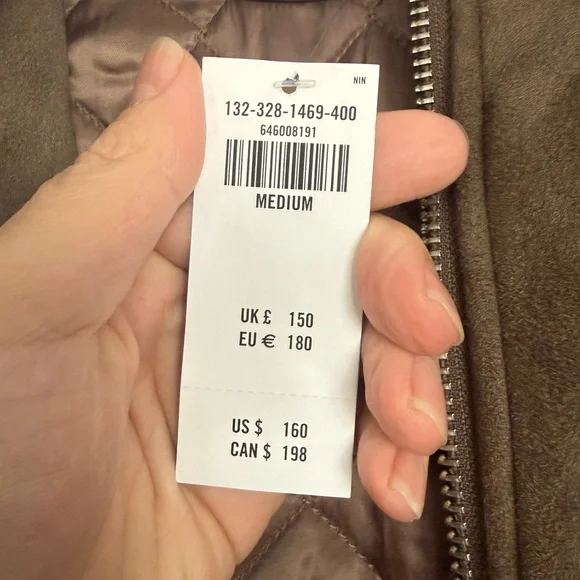 NIN
132-328-1469-400
646008191
MEDIUM
UK £ 150
EU € 180
US $ 160
CAN $ 198